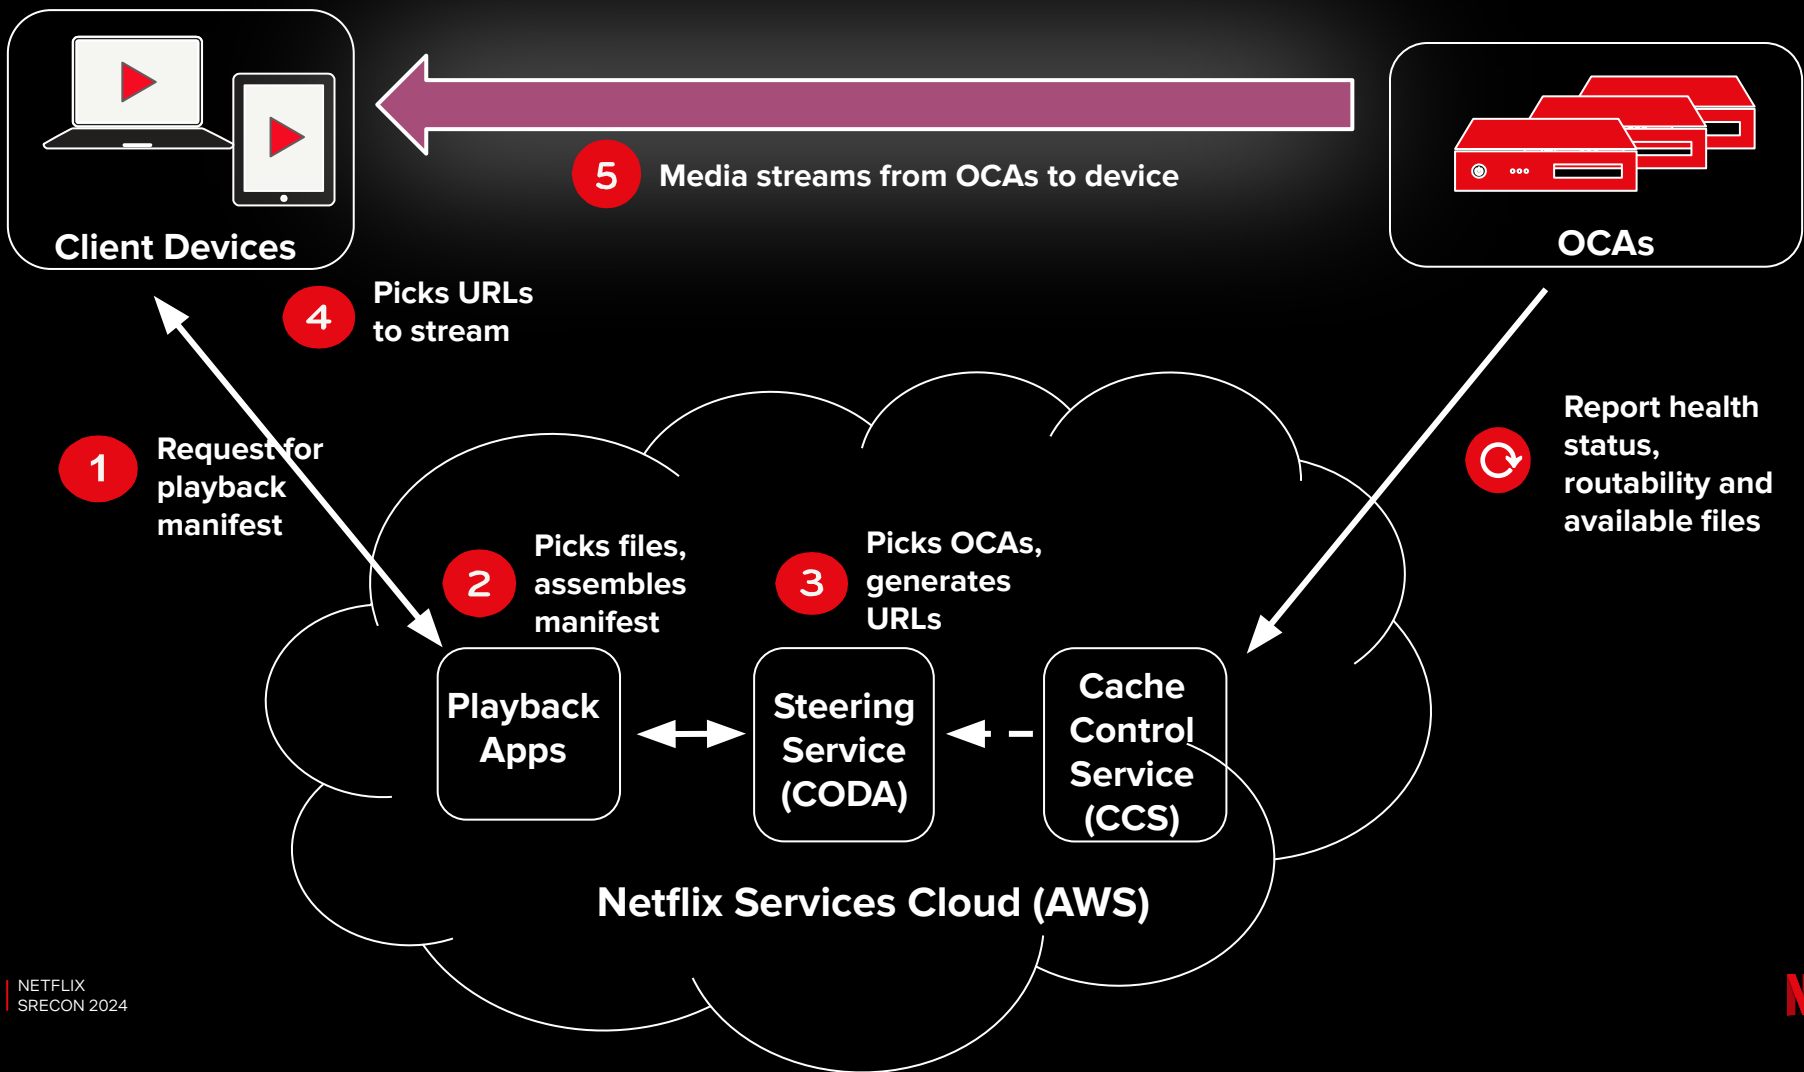 5
Media streams from OCAs to device
Client Devices
OCAs
4
Picks URLs
to stream
1
Request for
playback
manifest
Report health
status,
routability and
available files
2
Picks files,
assembles
manifest
3
Picks OCAs,
generates
URLs
Playback
Apps
Steering
Service
(CODA)
Cache
Control
Service
(CCS)
Netflix Services Cloud (AWS)
NETFLIX
SRECON 2024
N